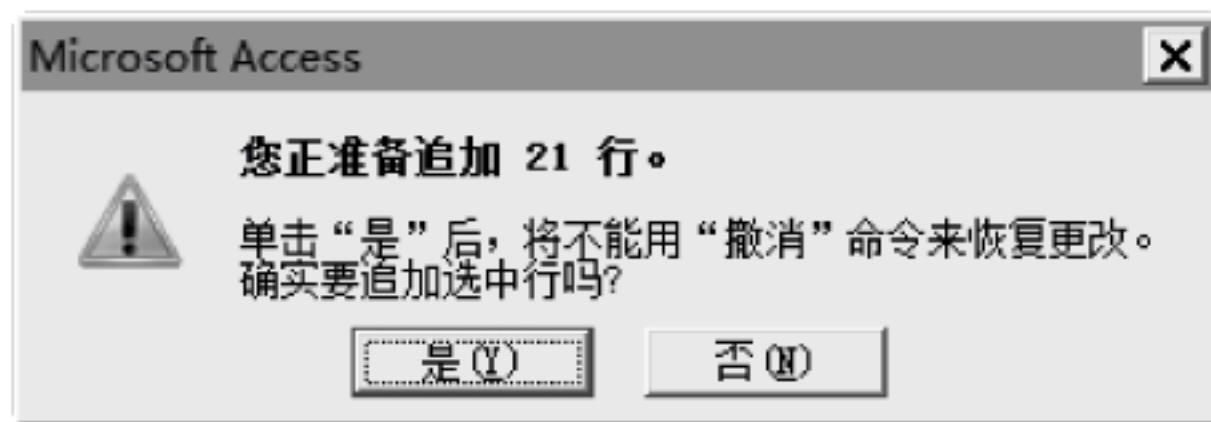 Microsoft Access
您正准备追加 21 行。
单击“是”后，将不能用“撤消”命令来恢复更改。
确实要追加选中行吗?
是(Y)
否(N)